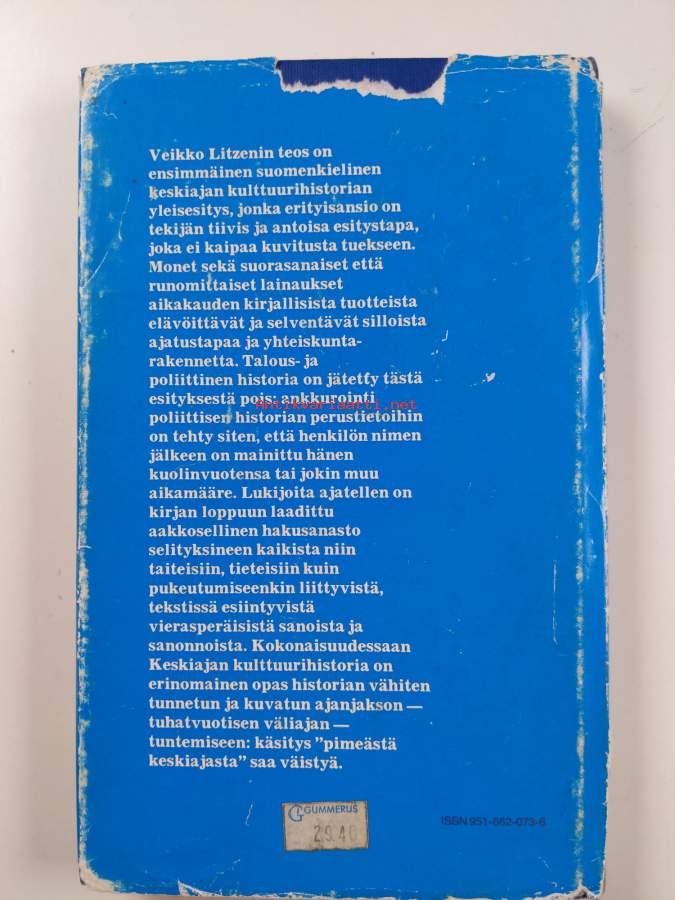 Veikko Litzenin teos on
ensimmäinen suomenkielinen
keskiajan kulttuurihistorian
yleisesitys, jonka erityisansio on
tekijän tiivis ja antoisa esitystapa,
joka ei kaipaa kuvitusta tuekseen.
Monet sekä suorasanaiset että
runomittaiset lainaukset
aikakauden kirjallisista tuotteista
elävöittävät ja selventävät silloista
ajatustapaa ja yhteiskunta-
rakennetta. Talous- ja
poliittinen historia on jätetty tästä
esityksestä pois; ankkurointi
Antikvariaatti.net
poliittisen historian perustietoihin
on tehty siten, että henkilön nimen
jälkeen on mainittu hänen
kuolinvuotensa tai jokin muu
aikamääre. Lukijoita ajatellen on
kirjan loppuun laadittu
aakkosellinen hakusanasto
selityksineen kaikista niin
taiteisiin, tieteisiin kuin
pukeutumiseenkin liittyvistä,
tekstissä esiintyvistä
vierasperäisistä sanoista ja
sanonnoista. Kokonaisuudessaan
Keskiajan kulttuurihistoria on
erinomainen opas historian vähiten
tunnetun ja kuvatun ajanjakson —
tuhatvuotisen väliajan —
tuntemiseen: käsitys ”pimeästä
keskiajasta” saa väistyä.
GUMMERUS
29.40
ISBN 951-662-073-6